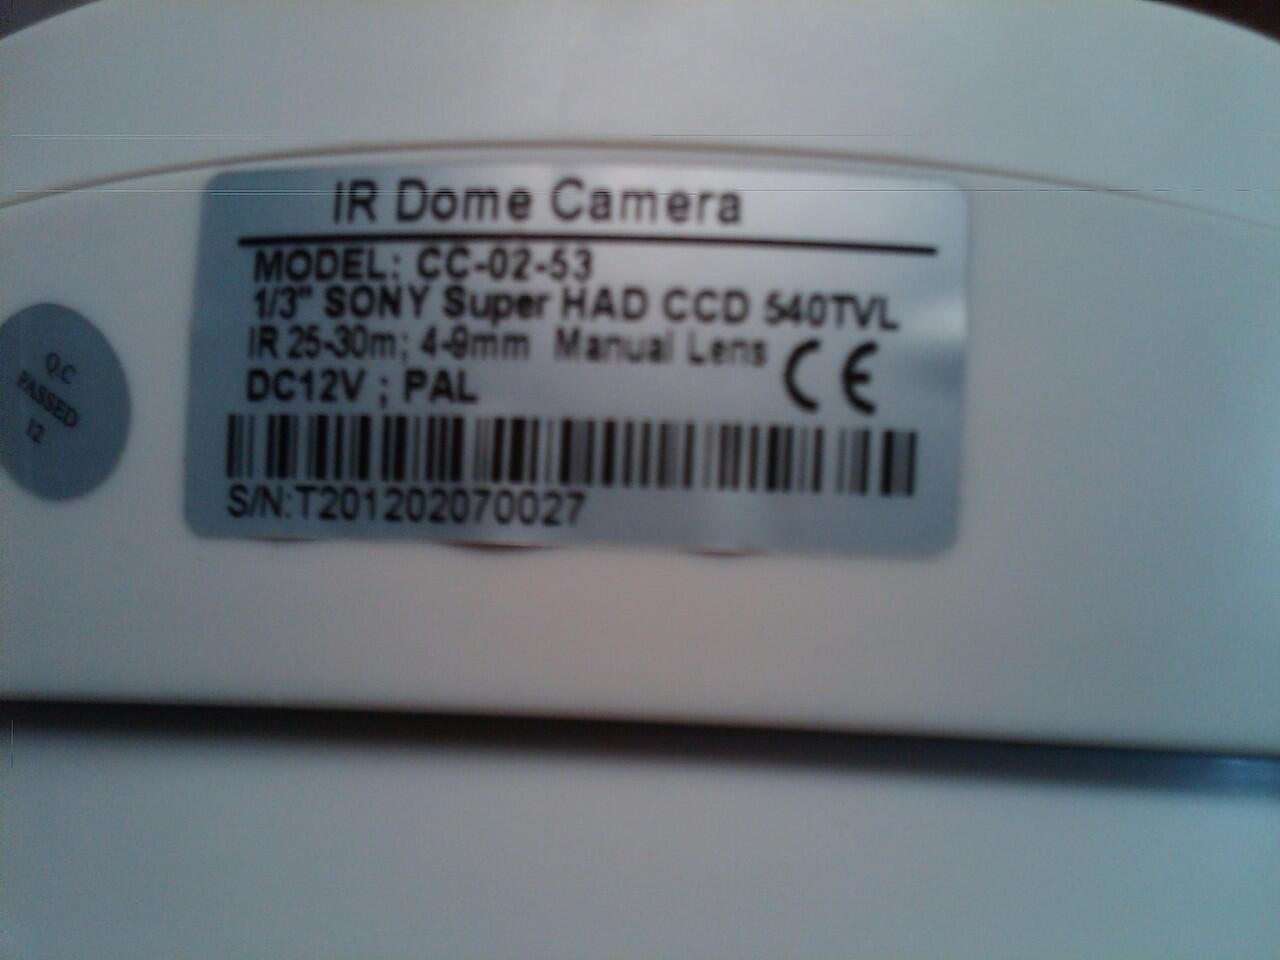 IR Dome Camera
MODEL: CC-02-53
1/3" SONY Super HAD CCD 540TVL
IR 25-30m; 4-9mm Manual Lens
CE
DC12V ; PAL
S/N:T201202070027
Q.C
PASSED
12